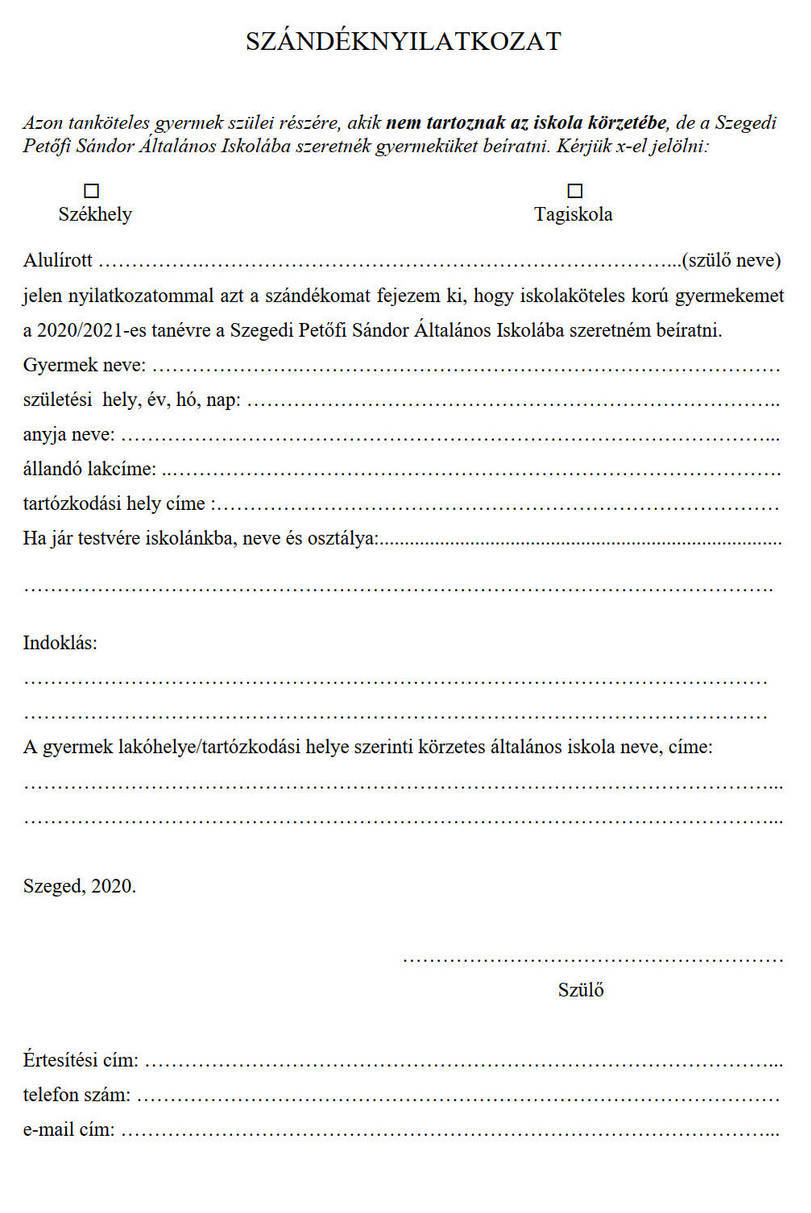 SZÁNDÉKNYILATKOZAT
Azon tanköteles gyermek szülei részére, akik nem tartoznak az iskola körzetébe, de a Szegedi
Petőfi Sándor Általános Iskolába szeretnék gyermeküket beíratni. Kérjük x-el jelölni:
☐ ☐
Székhely Tagiskola
Alulírott …………………………………………………………………………...(szülő neve)
jelen nyilatkozatommal azt a szándékomat fejezem ki, hogy iskolaköteles korú gyermekemet
a 2020/2021-es tanévre a Szegedi Petőfi Sándor Általános Iskolába szeretném beíratni.
Gyermek neve: …………………………………………………………………………………
születési hely, év, hó, nap: ……………………………………………………………………..
anyja neve: ……………………………………………………………………………………...
állandó lakcíme: ..………………………………………………………………………………
tartózkodási hely címe :…………………………………………………………………………
Ha jár testvére iskolánkba, neve és osztálya:................................................................................
………………………………………………………………………………………………….
Indoklás:
…………………………………………………………………………………………………
…………………………………………………………………………………………………
A gyermek lakóhelye/tartózkodási helye szerinti körzetes általános iskola neve, címe:
…………………………………………………………………………………………………...
…………………………………………………………………………………………………...
Szeged, 2020.
…………………………………………………
Szülő
Értesítési cím: …………………………………………………………………………………...
telefon szám: ……………………………………………………………………………………
e-mail cím: ……………………………………………………………………………………...